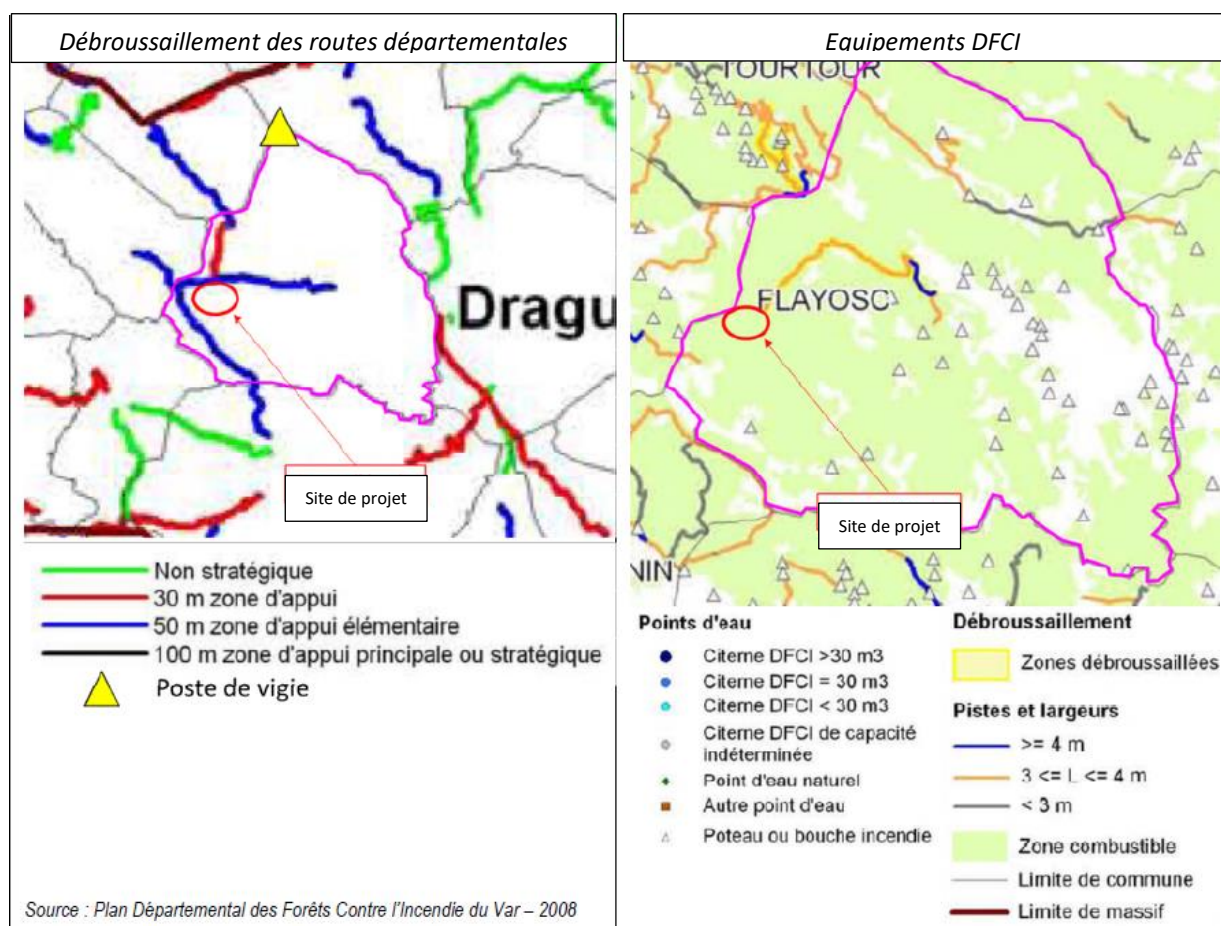 Débroussaillement des routes départementales
Dragu
Site de projet
Non stratégique
30 m zone d'appui
50 m zone d'appui élémentaire
100 m zone d'appui principale ou stratégique
Poste de vigie
Source : Plan Départemental des Forêts Contre l'Incendie du Var – 2008
Equipements DFCI
TOURTOUR
FLAYOSC
Site de projet
NIN
Points d'eau
Citerne DFCI >30 m3
Citerne DFCI = 30 m3
Citerne DFCI < 30 m3
Citerne DFCI de capacité
indéterminée
Point d'eau naturel
Autre point d'eau
Poteau ou bouche incendie
Débroussaillement
Zones débroussaillées
Pistes et largeurs
>= 4 m
3 <= L <= 4 m
< 3 m
Zone combustible
Limite de commune
Limite de massif